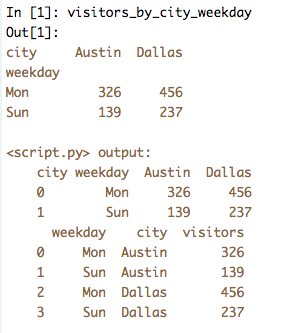 In [1]: visitors_by_city_weekday
Out[1]:
city     Austin  Dallas
weekday
Mon         326     456
Sun         139     237
<script.py> output:
city weekday  Austin  Dallas
0        Mon     326     456
1        Sun     139     237
weekday    city  visitors
0     Mon  Austin       326
1     Sun  Austin       139
2     Mon  Dallas       456
3     Sun  Dallas       237